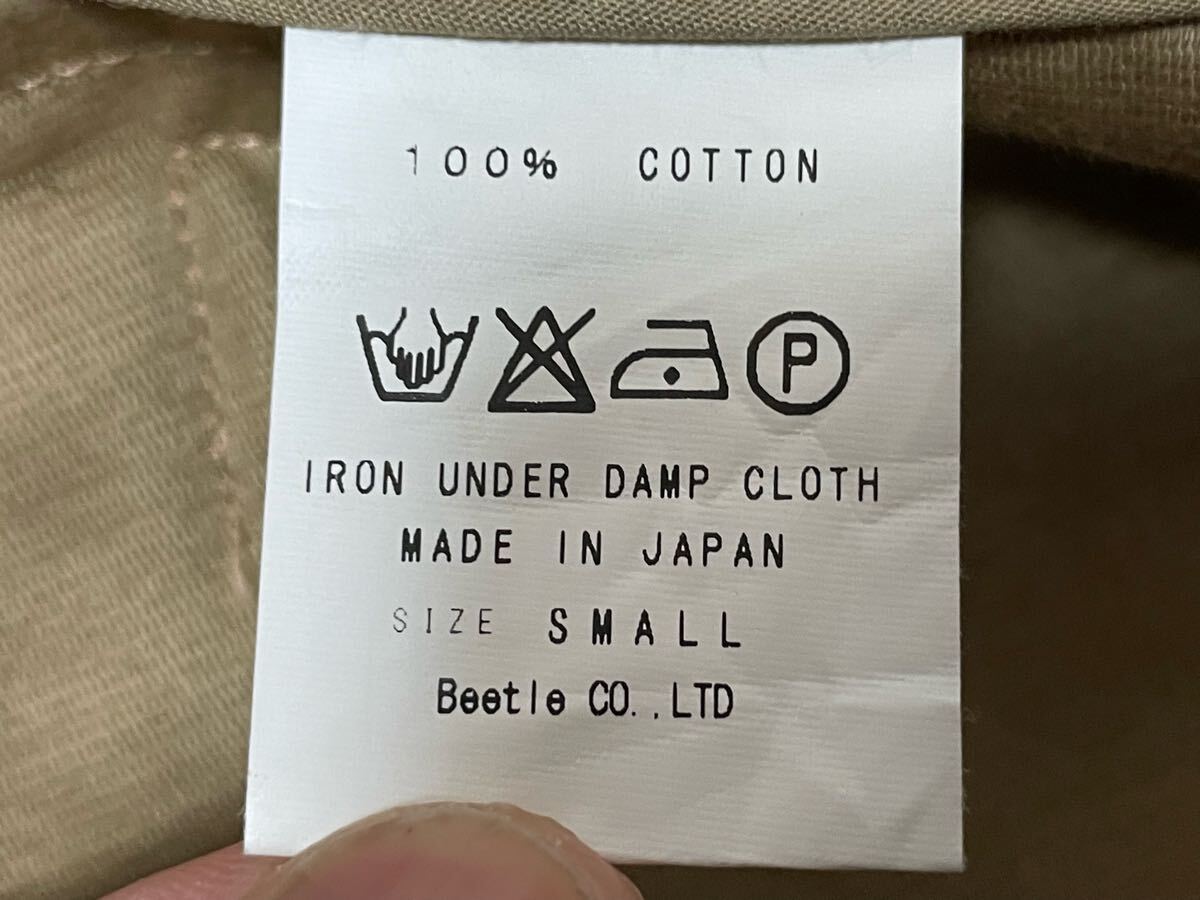 100% COTTON
P
IRON UNDER DAMP CLOTH
MADE IN JAPAN
SIZE SMALL
Beetle CO.,LTD